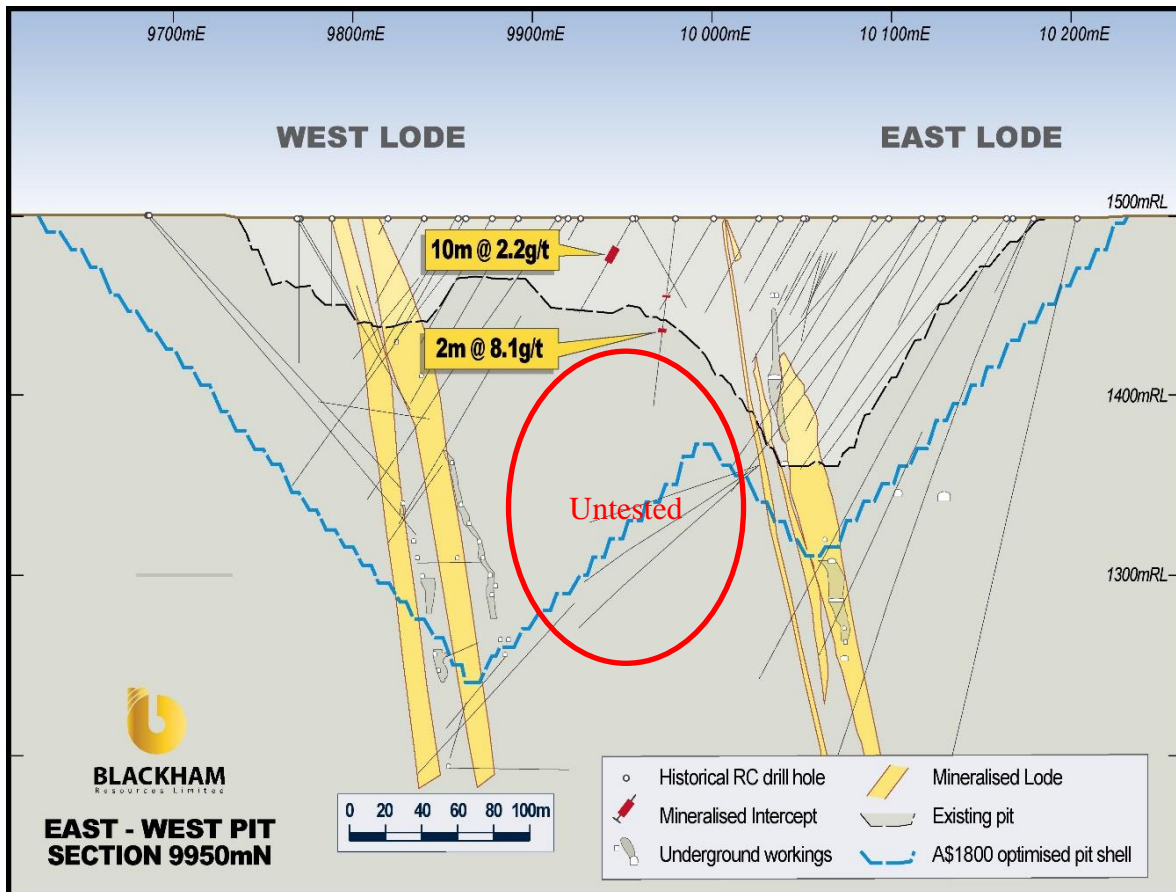 9700mE
9800mE
9900mE
10 000mE
10 100mE
10 200mE
WEST LODE
EAST LODE
1500mRL
10m @ 2.2g/t
2m @ 8.1g/t
1400mRL
Untested
1300mRL
BLACKHAM
Resources Limited
EAST - WEST PIT
SECTION 9950mN
0 20 40 60 80 100m
Historical RC drill hole
Mineralised Intercept
Underground workings
Mineralised Lode
Existing pit
A$1800 optimised pit shell